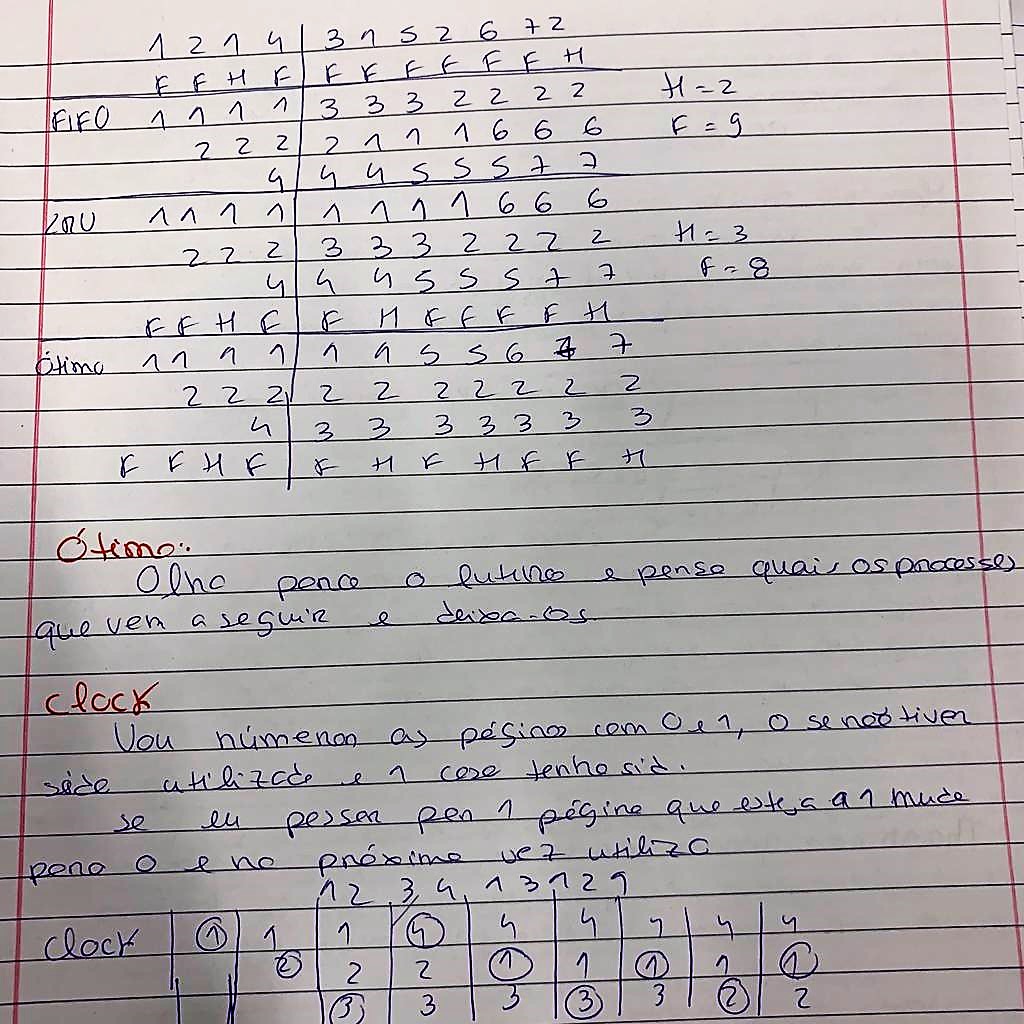 1 2 1 4 3 1 5 2 6 7 2
F F H F F F F F F F H
FIFO 1 1 1 1 3 3 3 2 2 2 2 H = 2
2 2 2 2 1 1 1 6 6 6 F = 9
4 4 4 5 5 5 7 7
LRU 1 1 1 1 1 1 1 1 6 6 6
2 2 2 3 3 3 2 2 2 2 H = 3
4 4 4 5 5 5 7 7 F = 8
F F H F F H F F F F H
Ótimo 1 1 1 1 1 1 5 5 6 7 7
2 2 2 2 2 2 2 2 2 2
4 3 3 3 3 3 3 3
F F H F F H F H F F H
Ótimo:
Olho para o futuro e penso quais os processos
que vem a seguir e deixa-os
Clock
Vou númerar as páginas com 0 e 1, 0 se não tiver
sido utilizada e 1 caso tenha sid.
se eu passar por 1 página que esteja a 1 muda
para 0 e na próxima vez utiliza
1 2 3, 4, 1 3 1 2 1
Clock 1 1 1 4 4 4 4 4 4
2 2 2 1 1 1 1 1
3 3 3 3 3 2 2